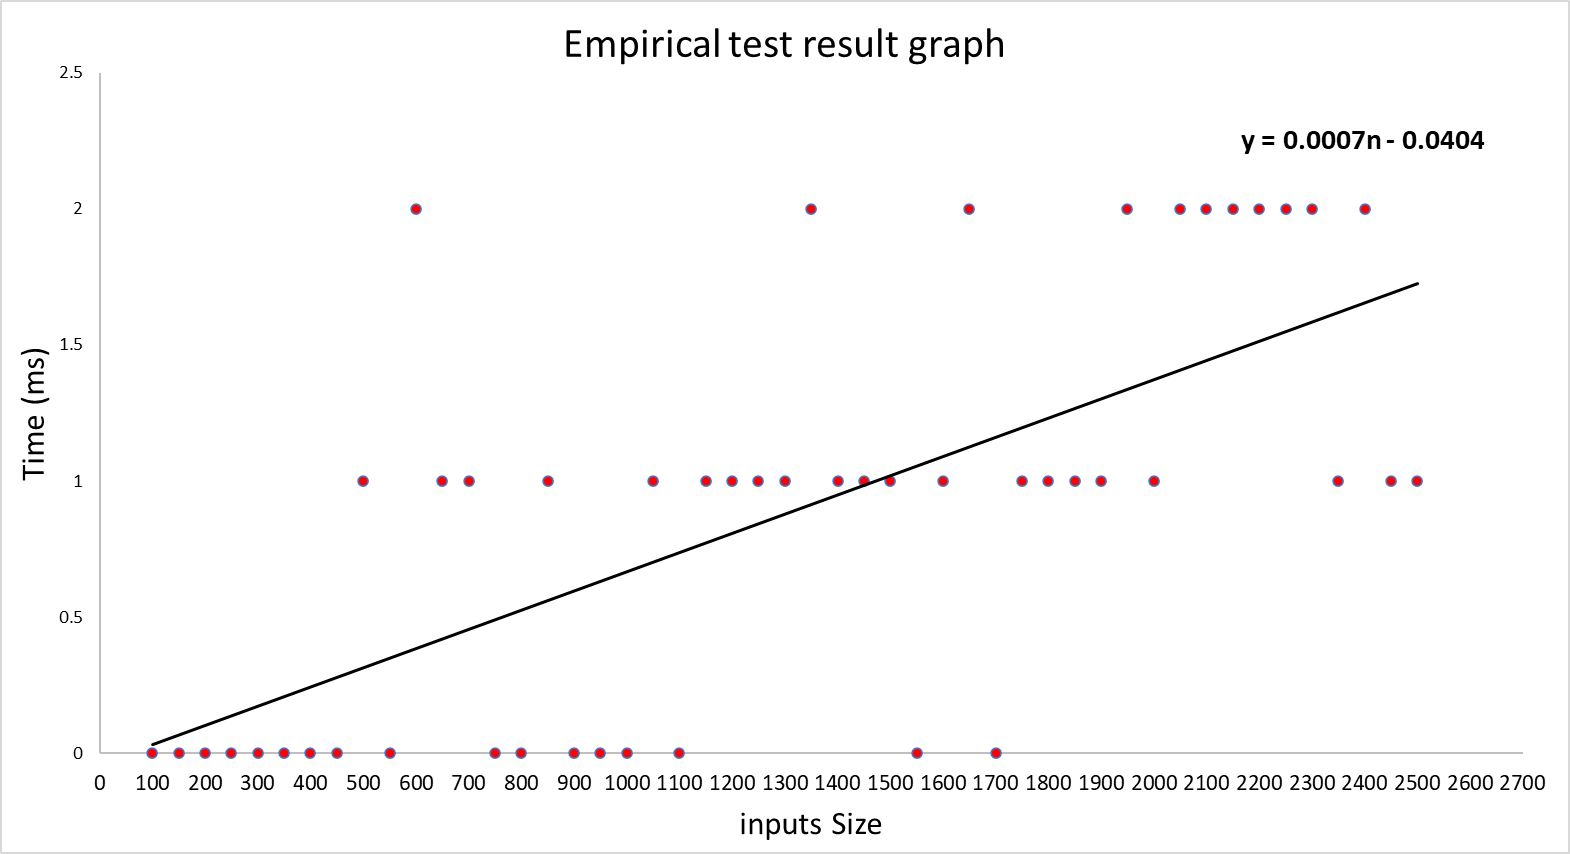 Empirical test result graph
2.5
y = 0.0007n - 0.0404
2
1.5
Time (ms)
1
0.5
0
0 100 200 300 400 500 600 700 800 900 1000 1100 1200 1300 1400 1500 1600 1700 1800 1900 2000 2100 2200 2300 2400 2500 2600 2700
inputs Size